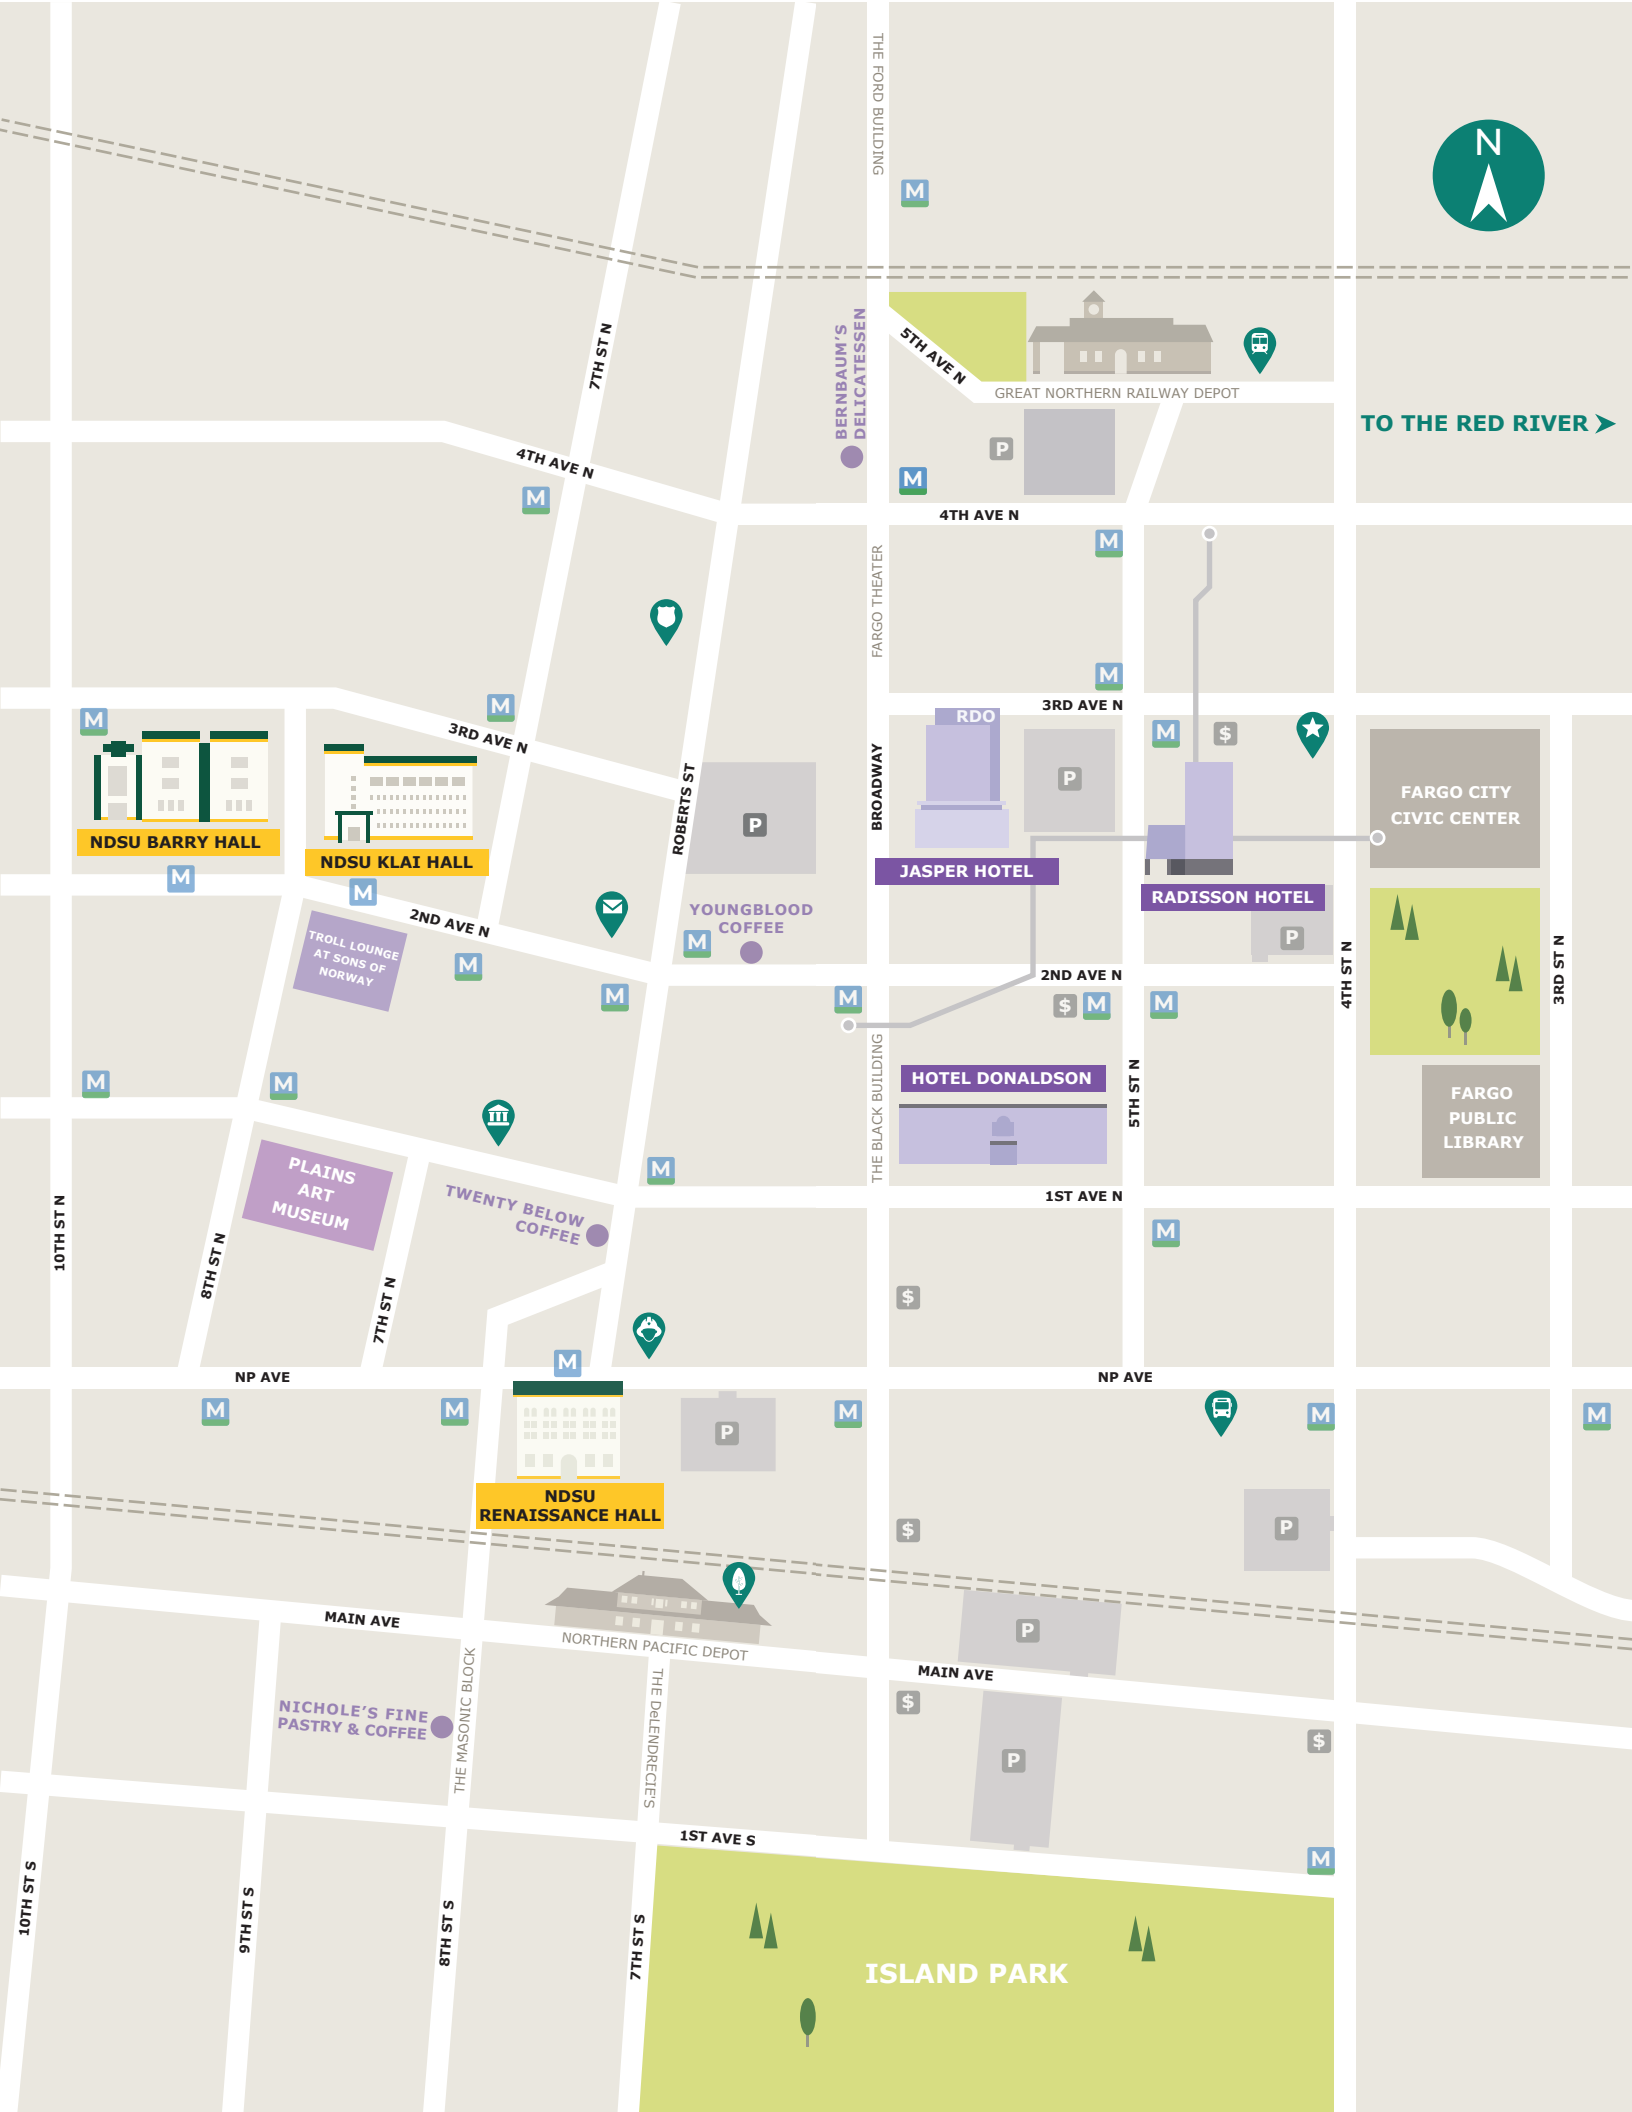 THE FORD BUILDING
N
M
7TH ST N
BERNBAUM'S
DELICATESSEN
5TH AVE N
GREAT NORTHERN RAILWAY DEPOT
TO THE RED RIVER
4TH AVE N
P
M
M
4TH AVE N
M
FARGO THEATER
M
M
M
3RD AVE N
3RD AVE N
RDO
M
$
P
BROADWAY
ROBERTS ST
P
FARGO CITY
CIVIC CENTER
NDSU BARRY HALL
NDSU KLAI HALL
JASPER HOTEL
RADISSON HOTEL
M
M
2ND AVE N
YOUNGBLOOD
COFFEE
M
P
TROLL LOUNGE
AT SONS OF
NORWAY
M
2ND AVE N
4TH ST N
3RD ST N
M
M
$
M
M
THE BLACK BUILDING
HOTEL DONALDSON
5TH ST N
FARGO
PUBLIC
LIBRARY
M
M
PLAINS
ART
MUSEUM
M
TWENTY BELOW
COFFEE
1ST AVE N
M
10TH ST N
8TH ST N
7TH ST N
$
M
NP AVE
NP AVE
M
M
P
M
M
M
NDSU
RENAISSANCE HALL
$
P
MAIN AVE
NORTHERN PACIFIC DEPOT
P
MAIN AVE
THE MASONIC BLOCK
THE DeLENDRECIE'S
NICHOLE'S FINE
PASTRY & COFFEE
$
P
$
1ST AVE S
M
10TH ST S
9TH ST S
8TH ST S
7TH ST S
ISLAND PARK